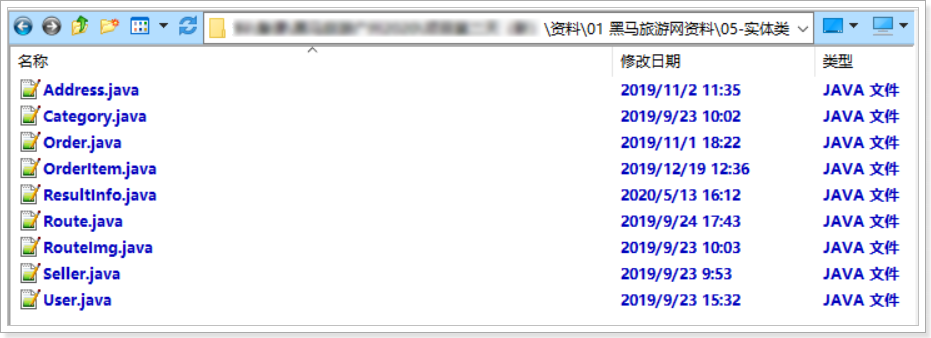 \资料\01 黑马旅游网资料\05-实体类
名称 修改日期 类型
Address.java 2019/11/2 11:35 JAVA 文件
Category.java 2019/9/23 10:02 JAVA 文件
Order.java 2019/11/1 18:22 JAVA 文件
OrderItem.java 2019/12/19 12:36 JAVA 文件
ResultInfo.java 2020/5/13 16:12 JAVA 文件
Route.java 2019/9/24 17:43 JAVA 文件
RouteImg.java 2019/9/23 10:03 JAVA 文件
Seller.java 2019/9/23 9:53 JAVA 文件
User.java 2019/9/23 15:32 JAVA 文件